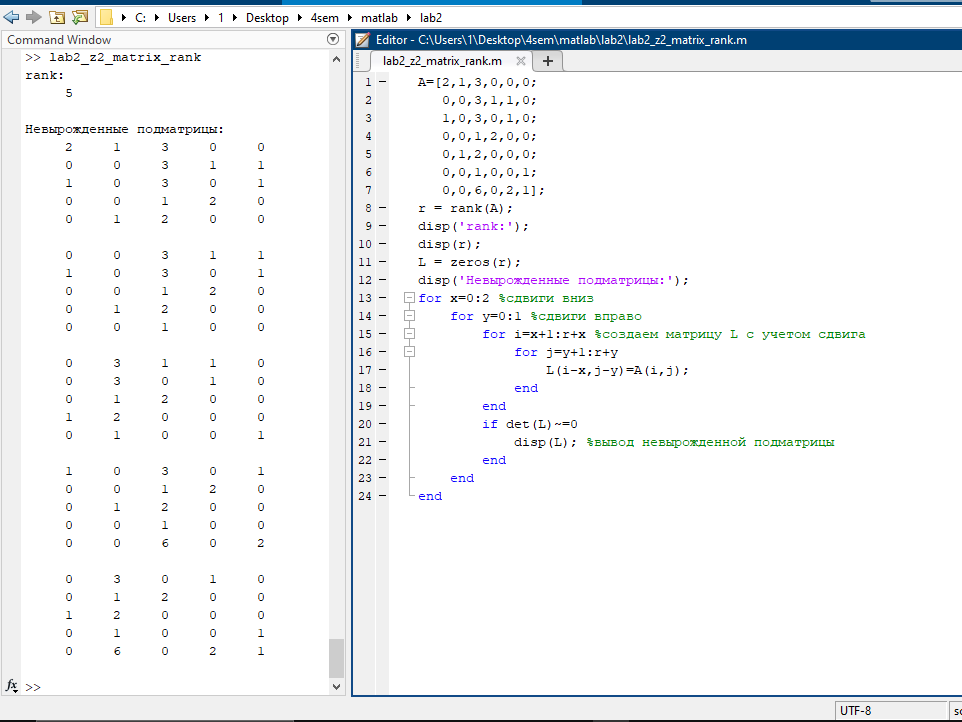 C: Users 1 Desktop 4sem matlab lab2
Command Window
>> lab2_z2_matrix_rank
rank:
5
Невырожденные подматрицы:
2 1 3 0 0
0 0 3 1 1
1 0 3 0 1
0 0 1 2 0
0 1 2 0 0
0 0 3 1 1
1 0 3 0 1
0 0 1 2 0
0 1 2 0 0
0 0 1 0 0
0 3 1 1 0
0 3 0 1 0
0 1 2 0 0
1 2 0 0 0
0 1 0 0 1
1 0 3 0 1
0 0 1 2 0
0 1 2 0 0
0 0 1 0 0
0 0 6 0 2
0 3 0 1 0
0 1 2 0 0
1 2 0 0 0
0 1 0 0 1
0 6 0 2 1
fx >>
Editor - C:\Users\1\Desktop\4sem\matlab\lab2\lab2_z2_matrix_rank.m
lab2_z2_matrix_rank.m × +
1 – A=[2,1,3,0,0,0;
2 0,0,3,1,1,0;
3 1,0,3,0,1,0;
4 0,0,1,2,0,0;
5 0,1,2,0,0,0;
6 0,0,1,0,0,1;
7 0,0,6,0,2,1];
8 – r = rank(A);
9 – disp('rank:');
10 – disp(r);
11 – L = zeros(r);
12 – disp('Невырожденные подматрицы:');
13 – for x=0:2 %сдвиги вниз
14 – for y=0:1 %сдвиги вправо
15 – for i=x+1:r+x %создаем матрицу L с учетом сдвига
16 – for j=y+1:r+y
17 – L(i-x,j-y)=A(i,j);
18 – end
19 – end
20 – if det(L)~=0
21 – disp(L); %вывод невырожденной подматрицы
22 – end
23 – end
24 – end
UTF-8